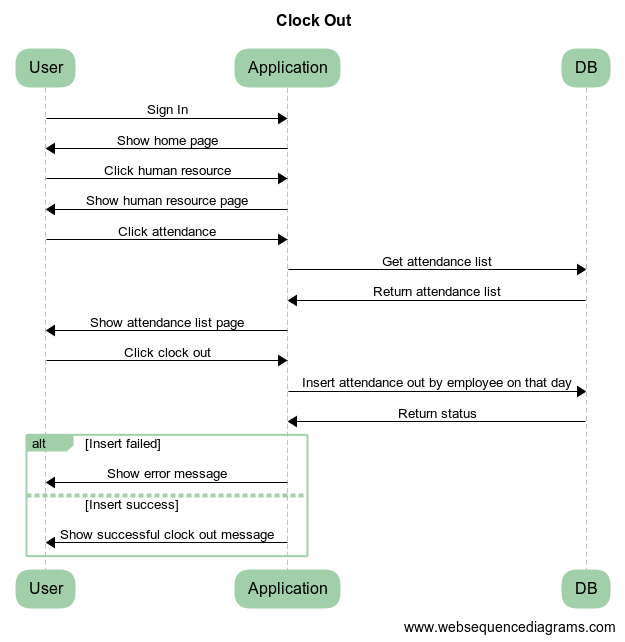 Clock Out
User
Application
DB
Sign In
Show home page
Click human resource
Show human resource page
Click attendance
Get attendance list
Return attendance list
Show attendance list page
Click clock out
Insert attendance out by employee on that day
Return status
alt
[Insert failed]
Show error message
[Insert success]
Show successful clock out message
User
Application
DB
www.websequencediagrams.com